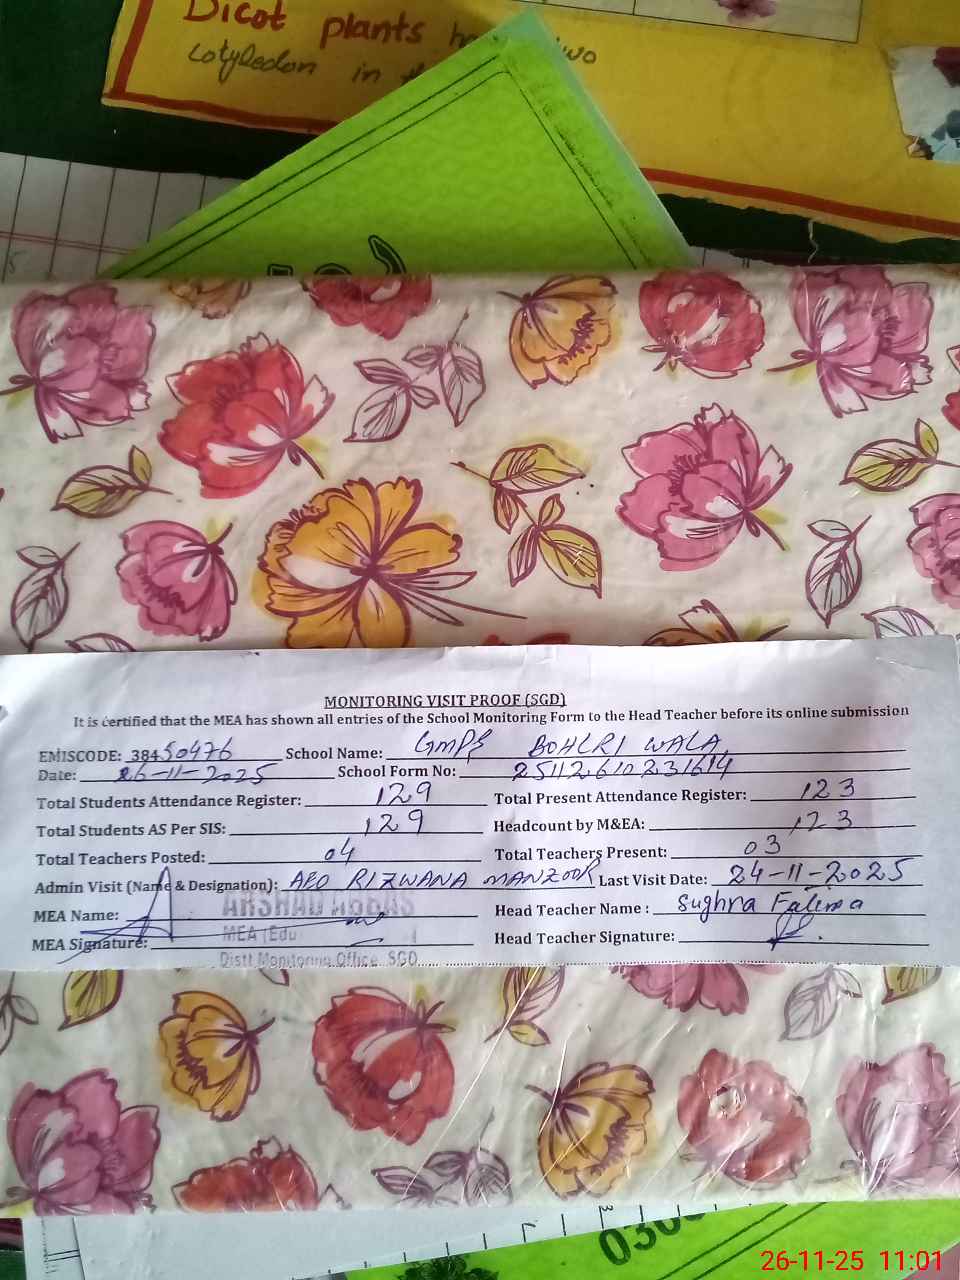 Dicot plants
cotyledon in
MONITORING VISIT PROOF (SGD)
It is certified that the MEA has shown all entries of the School Monitoring Form to the Head Teacher before its online submission
EMISCODE: 38450476 School Name: GMPS BOHLRI WALA
Date: 26-11-2025 School Form No: 25112610231614
Total Students Attendance Register: 129 Total Present Attendance Register: 123
Total Students AS Per SIS: 129 Headcount by M&EA: 123
Total Teachers Posted: 04 Total Teachers Present: 03
Admin Visit (Name & Designation): AEO RIZWANA MANZOOR Last Visit Date: 24-11-2025
MEA Name: ARSHAD ABBAS Head Teacher Name : Sughra Fatima
MEA Signature: MEA (Edu Head Teacher Signature:
Distt Monitoring Office, SGD
26-11-25 11:01